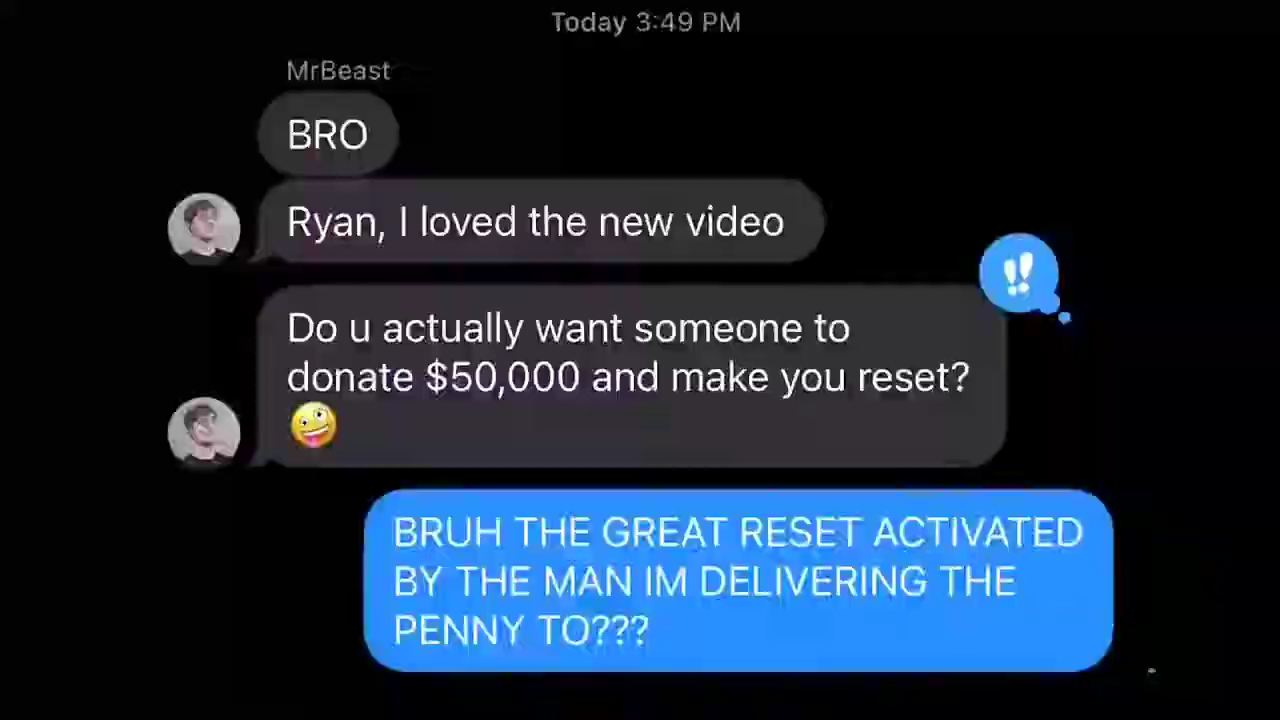 Today 3:49 PM
MrBeast
BRO
Ryan, I loved the new video
Do u actually want someone to
donate $50,000 and make you reset?
🤪
BRUH THE GREAT RESET ACTIVATED
BY THE MAN IM DELIVERING THE
PENNY TO???